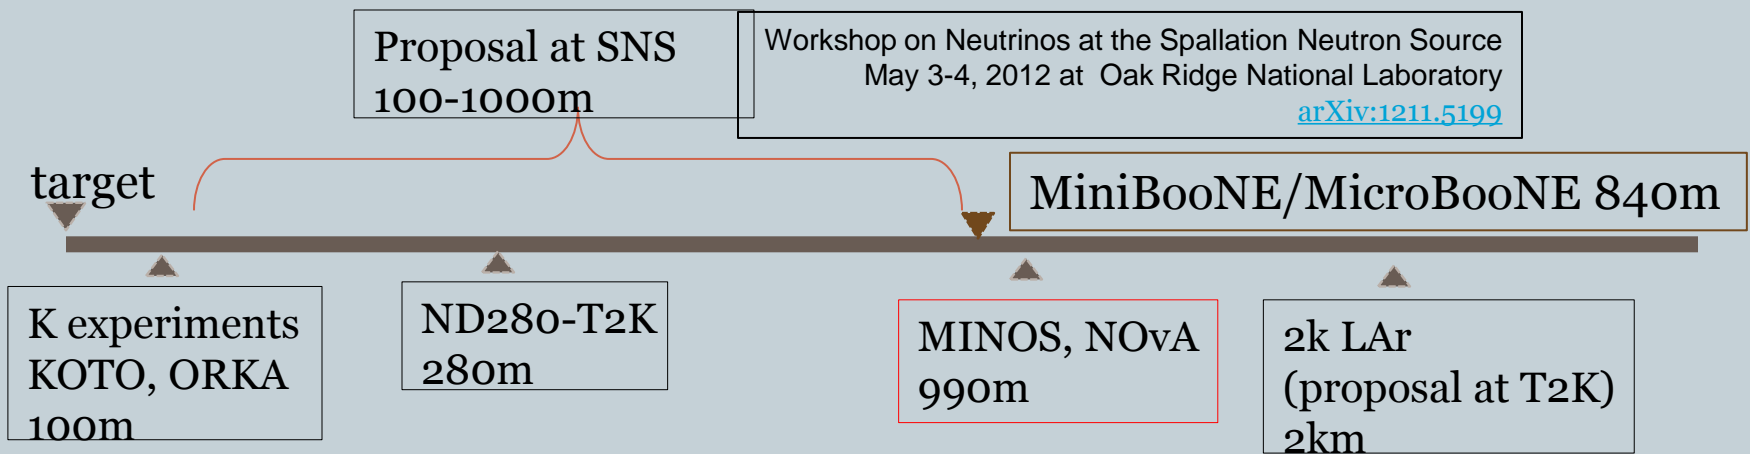 Proposal at SNS
100-1000m
Workshop on Neutrinos at the Spallation Neutron Source
May 3-4, 2012 at Oak Ridge National Laboratory
arXiv:1211.5199
target
MiniBooNE/MicroBooNE 840m
K experiments
KOTO, ORKA
100m
ND280-T2K
280m
MINOS, NOvA
990m
2k LAr
(proposal at T2K)
2km